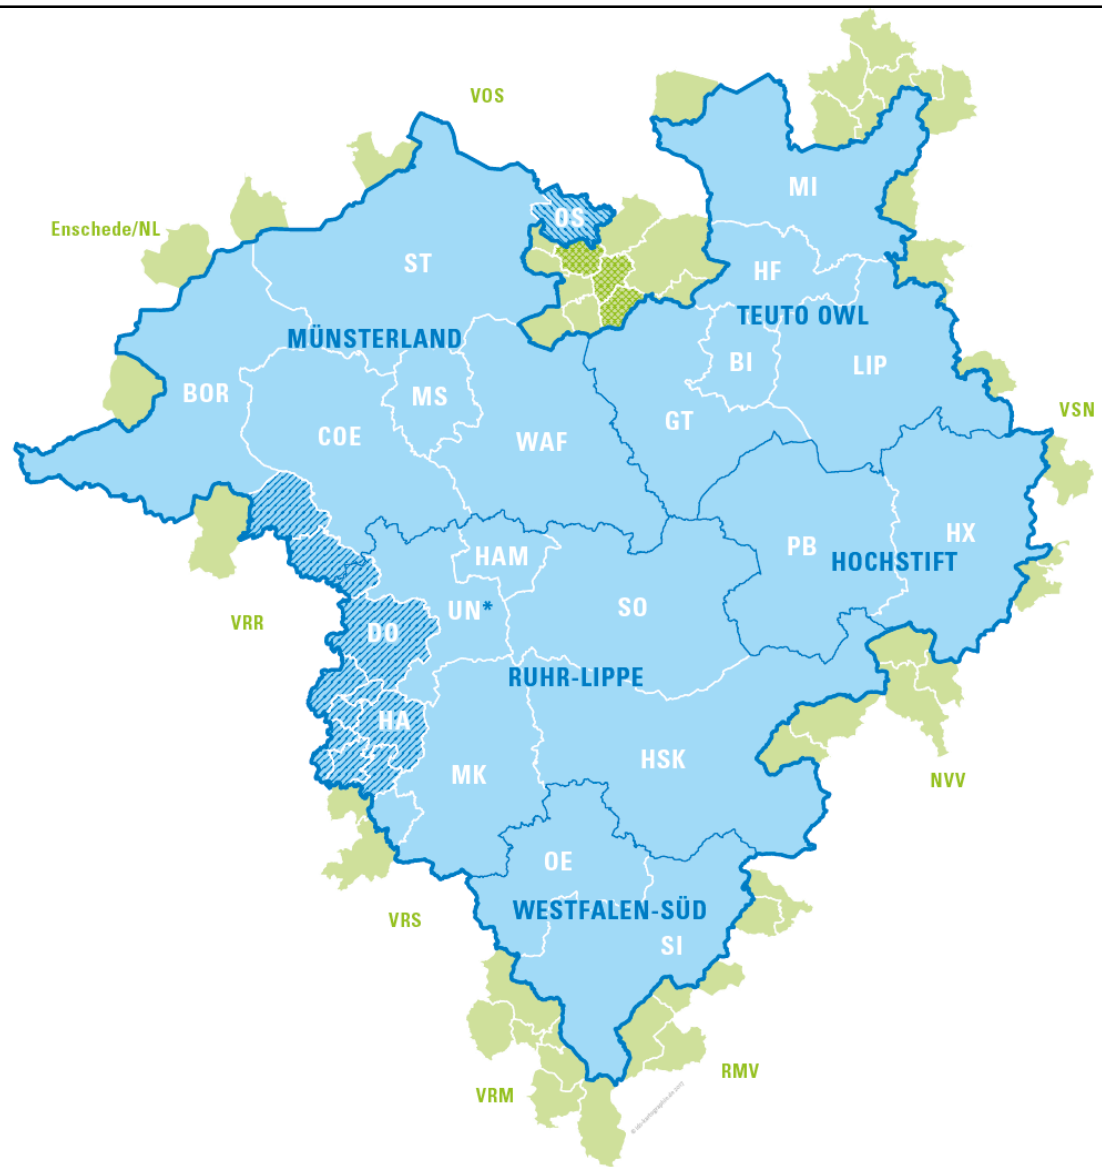 VOS
MI
OS
Enschede/NL
ST
HF
TEUTO OWL
MÜNSTERLAND
BI
LIP
BOR
MS
VSN
COE
GT
WAF
HX
PB
HAM
HOCHSTIFT
UN*
SO
VRR
DO
RUHR-LIPPE
HA
HSK
MK
NVV
OE
WESTFALEN-SÜD
VRS
SI
RMV
VRM